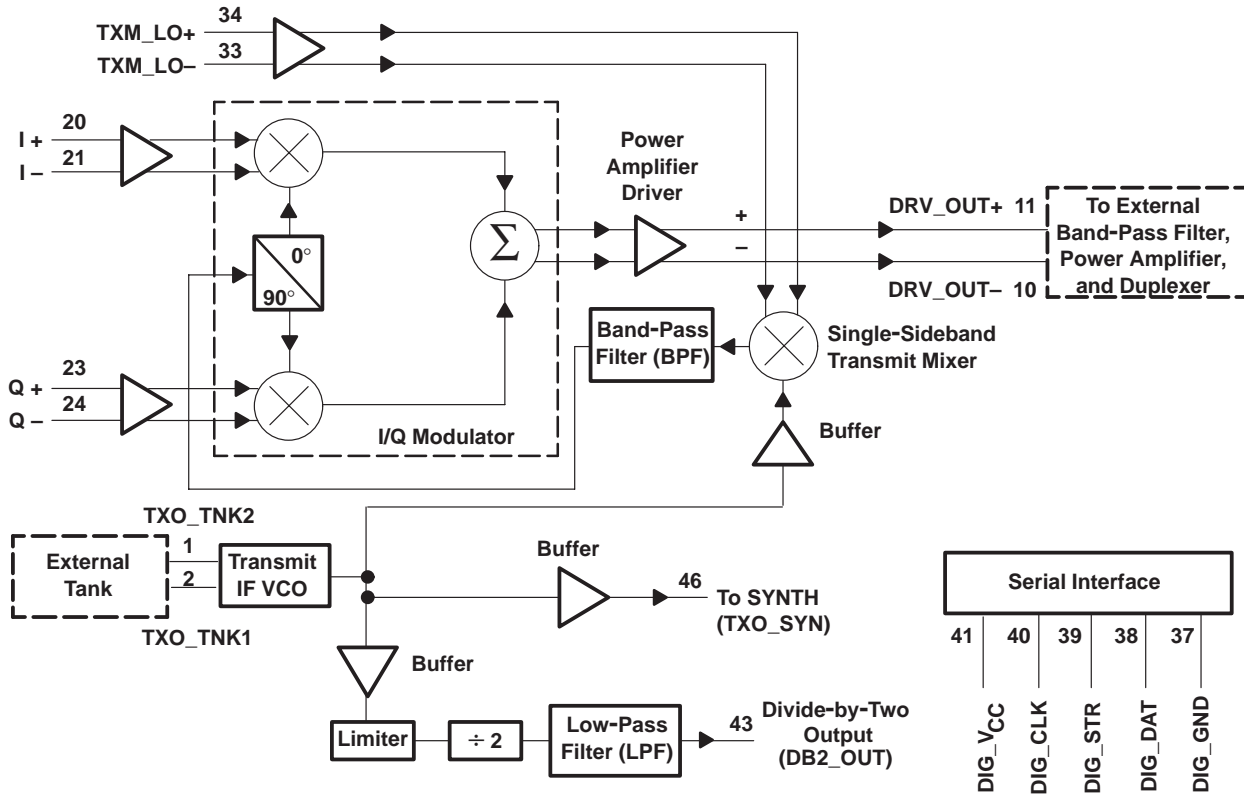 34
TXM_LO+
33
TXM_LO–
20
I +
21
I –
0°
90°
23
Q +
24
Q –
I/Q Modulator
Σ
Power
Amplifier
Driver
+
–
DRV_OUT+ 11
DRV_OUT– 10
To External
Band-Pass Filter,
Power Amplifier,
and Duplexer
Band-Pass
Filter (BPF)
Single-Sideband
Transmit Mixer
Buffer
TXO_TNK2
External
Tank
1
2
Transmit
IF VCO
TXO_TNK1
Buffer
46
To SYNTH
(TXO_SYN)
Buffer
Limiter
÷ 2
Low-Pass
Filter (LPF)
43
Divide-by-Two
Output
(DB2_OUT)
Serial Interface
41
40
39
38
37
DIG_VCC
DIG_CLK
DIG_STR
DIG_DAT
DIG_GND